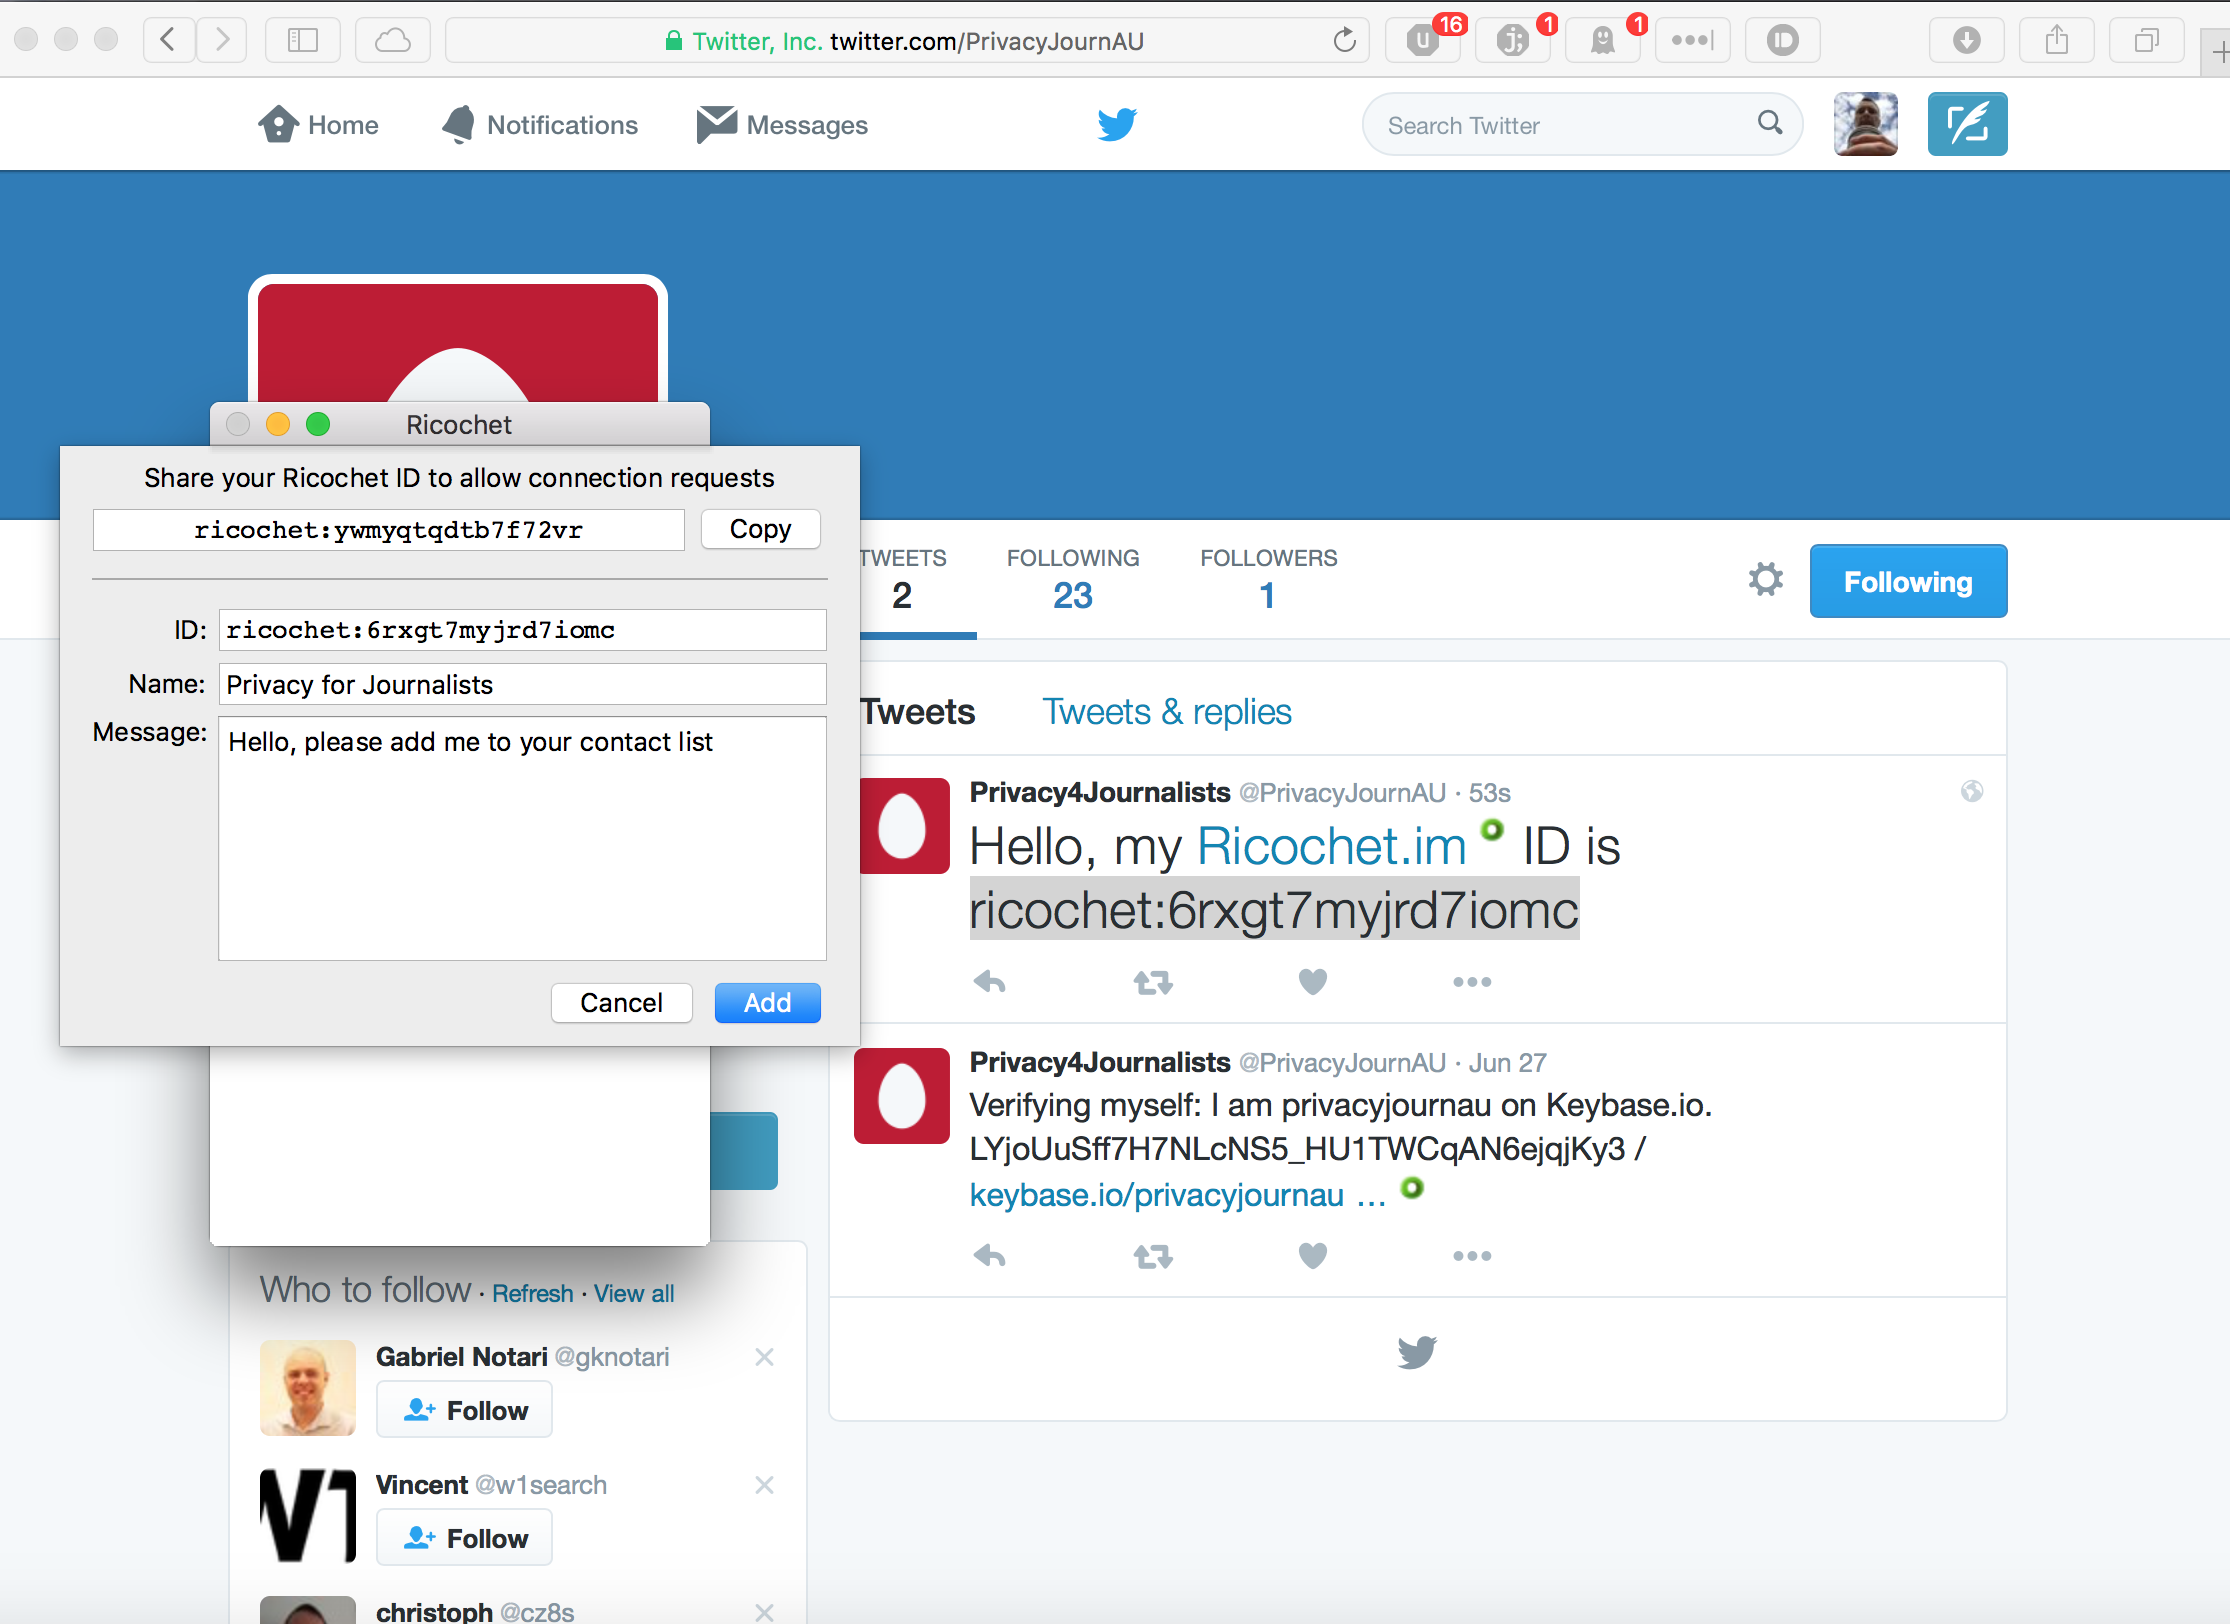 Twitter, Inc. twitter.com/PrivacyJournAU
U 16
j; 1
1
Home
Notifications
Messages
Search Twitter
Ricochet
Share your Ricochet ID to allow connection requests
ricochet:ywmyqtqdtb7f72vr
Copy
ID: ricochet:6rxgt7myjrd7iomc
Name: Privacy for Journalists
Message: Hello, please add me to your contact list
Cancel
Add
TWEETS
2
FOLLOWING
23
FOLLOWERS
1
Following
Tweets
Tweets & replies
Privacy4Journalists @PrivacyJournAU · 53s
Hello, my Ricochet.im ID is
ricochet:6rxgt7myjrd7iomc
Privacy4Journalists @PrivacyJournAU · Jun 27
Verifying myself: I am privacyjournau on Keybase.io.
LYjoUuSff7H7NLcNS5_HU1TWCqAN6ejqjKy3 /
keybase.io/privacyjournau …
Who to follow · Refresh · View all
Gabriel Notari @gknotari
Follow
Vincent @w1search
Follow
christoph @cz8s